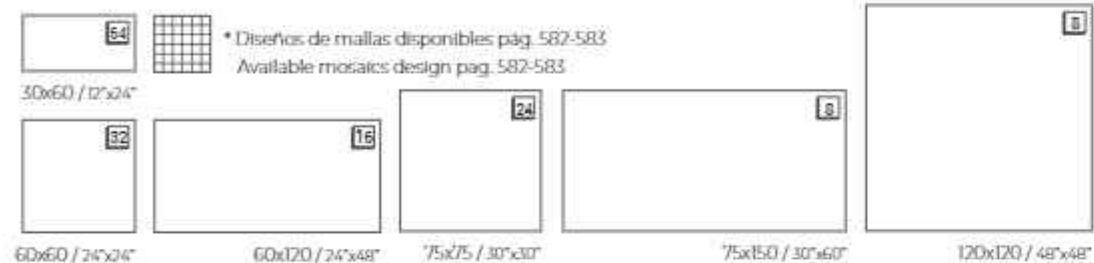 64
* Diseños de mallas disponibles pág. 582-583
Available mosaics design pag. 582-583
30x60 / 12"x24"
32
60x60 / 24"x24"
16
60x120 / 24"x48"
24
75x75 / 30"x30"
8
75x150 / 30"x60"
8
120x120 / 48"x48"